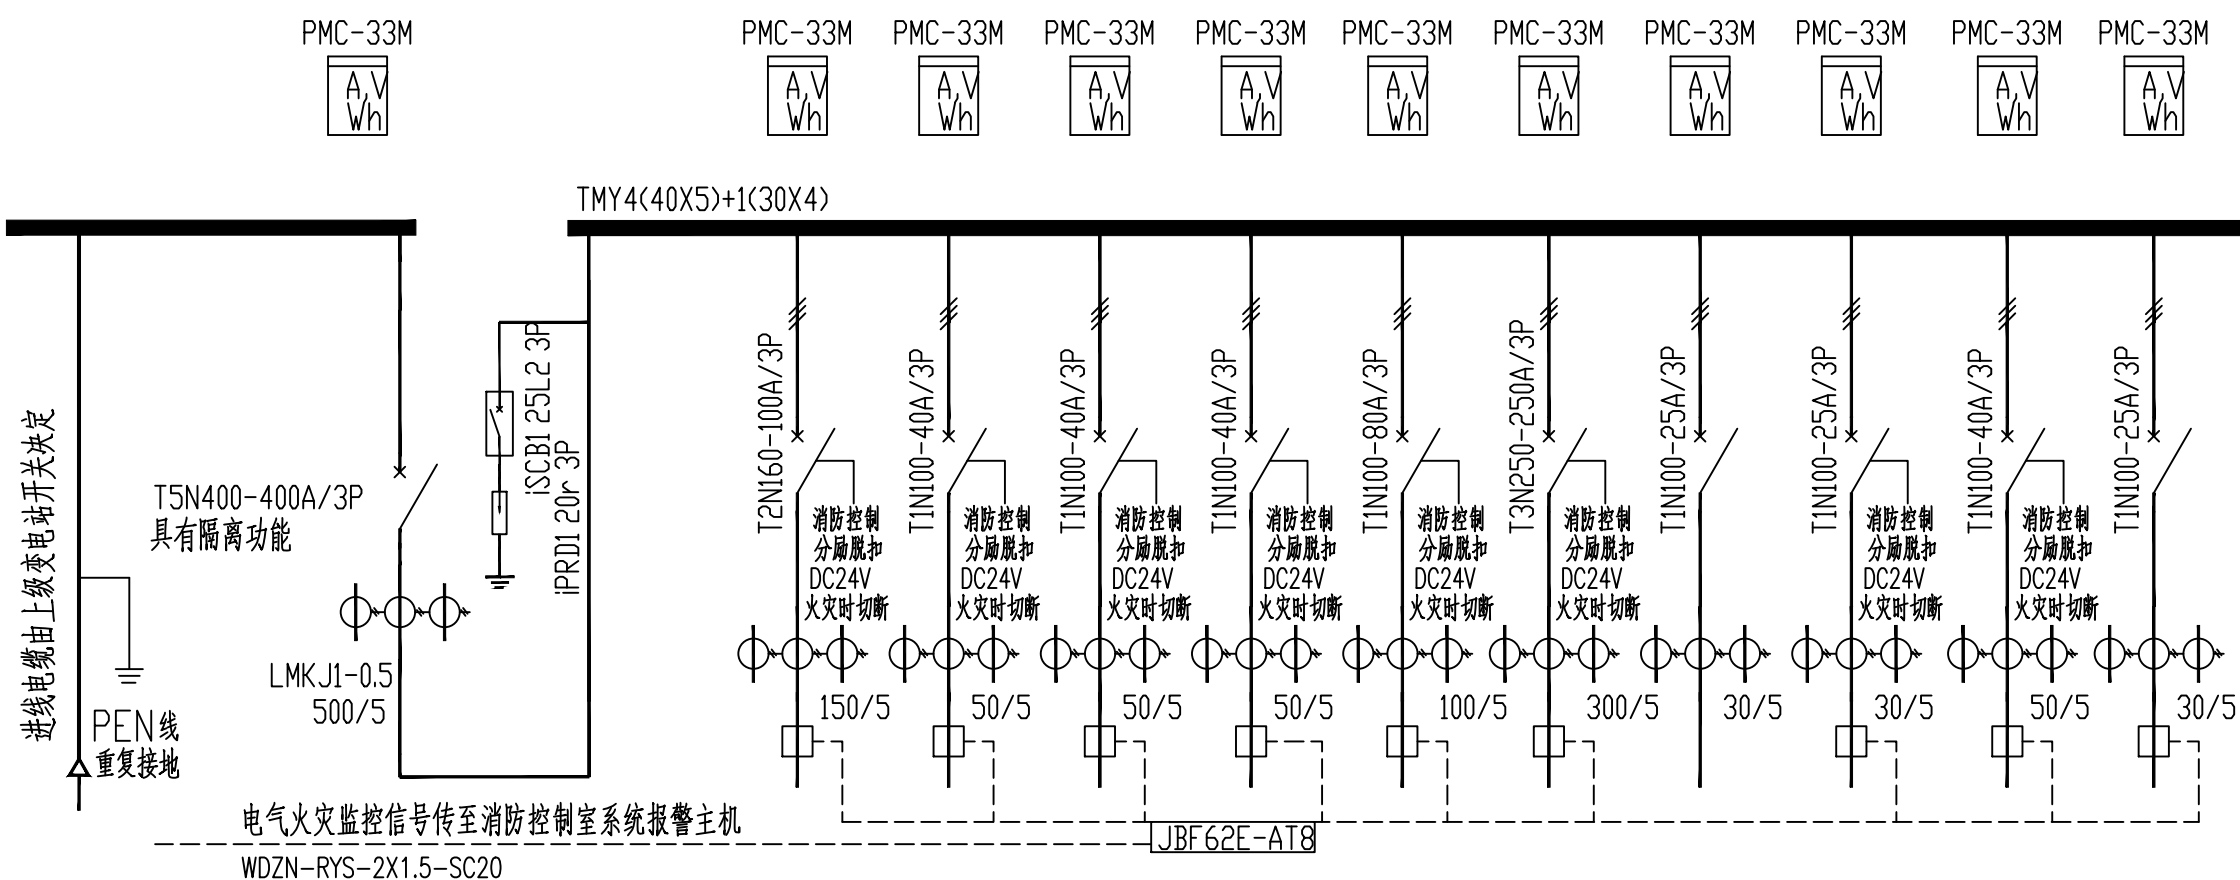 PMC-33M
PMC-33M
PMC-33M
PMC-33M
PMC-33M
PMC-33M
PMC-33M
PMC-33M
PMC-33M
PMC-33M
PMC-33M
A,V
Wh
A,V
Wh
A,V
Wh
A,V
Wh
A,V
Wh
A,V
Wh
A,V
Wh
A,V
Wh
A,V
Wh
A,V
Wh
A,V
Wh
TMY4(40X5)+1(30X4)
进线电缆由上级变电站开关决定
PEN线
重复接地
T5N400-400A/3P
具有隔离功能
LMKJ1-0.5
500/5
iSCB1 25L2 3P
iPRD1 20r 3P
T2N160-100A/3P
消防控制
分励脱扣
DC24V
火灾时切断
150/5
T1N100-40A/3P
消防控制
分励脱扣
DC24V
火灾时切断
50/5
T1N100-40A/3P
消防控制
分励脱扣
DC24V
火灾时切断
50/5
T1N100-40A/3P
消防控制
分励脱扣
DC24V
火灾时切断
50/5
T1N100-80A/3P
消防控制
分励脱扣
DC24V
火灾时切断
100/5
T3N250-250A/3P
消防控制
分励脱扣
DC24V
火灾时切断
300/5
T1N100-25A/3P
30/5
T1N100-25A/3P
消防控制
分励脱扣
DC24V
火灾时切断
30/5
T1N100-40A/3P
消防控制
分励脱扣
DC24V
火灾时切断
50/5
T1N100-25A/3P
30/5
电气火灾监控信号传至消防控制室系统报警主机
JBF62E-AT8
WDZN-RYS-2X1.5-SC20